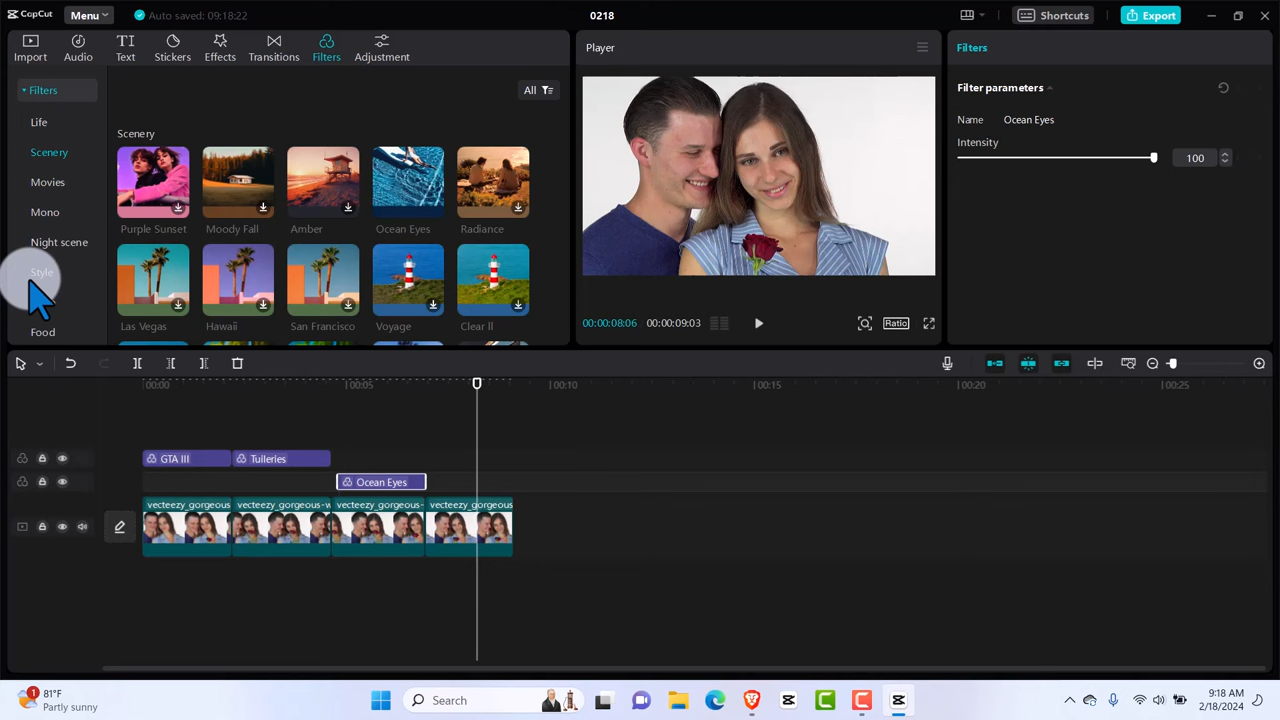 CapCut
Menu
Auto saved: 09:18:22
0218
Shortcuts
Export
Import
Audio
Text
Stickers
Effects
Transitions
Filters
Adjustment
Filters
Life
Scenery
Movies
Mono
Night scene
Style
Food
All
Scenery
Purple Sunset
Moody Fall
Amber
Ocean Eyes
Radiance
Las Vegas
Hawaii
San Francisco
Voyage
Clear ll
Player
00:00:08:06
00:00:09:03
Ratio
Filters
Filter parameters
Name
Ocean Eyes
Intensity
100
00:00
00:05
00:10
00:15
00:20
00:25
GTA III
Tuileries
Ocean Eyes
vecteezy_gorgeous
vecteezy_gorgeous-w
vecteezy_gorgeous-
vecteezy_gorgeous
1
81°F
Partly sunny
Search
9:18 AM
2/18/2024